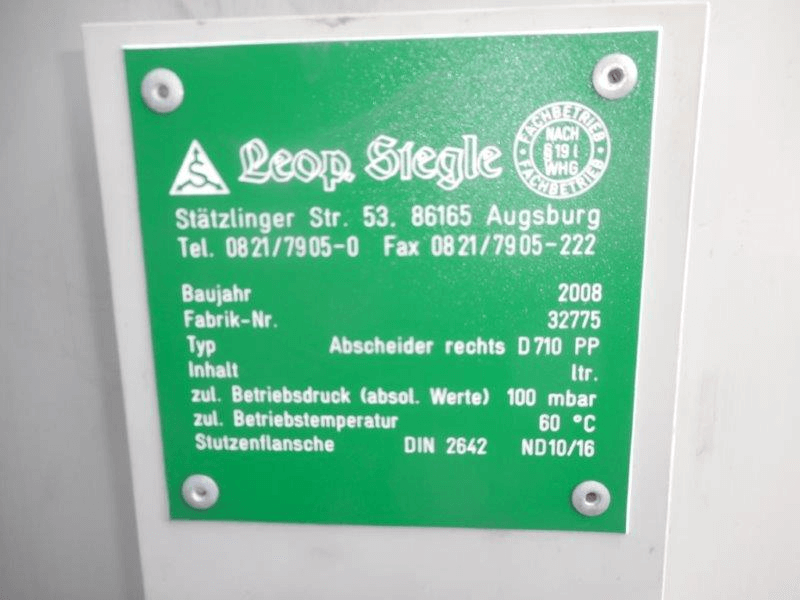 Leop. Siegle
FACHBETRIEB
NACH
§ 19 l
WHG
FACHBETRIEB
Stätzlinger Str. 53. 86165 Augsburg
Tel. 0821/7905-0 Fax 0821/7905-222
Baujahr 2008
Fabrik-Nr. 32775
Typ Abscheider rechts D710 PP
Inhalt ltr.
zul. Betriebsdruck (absol. Werte) 100 mbar
zul. Betriebstemperatur 60 °C
Stutzenflansche DIN 2642 ND10/16